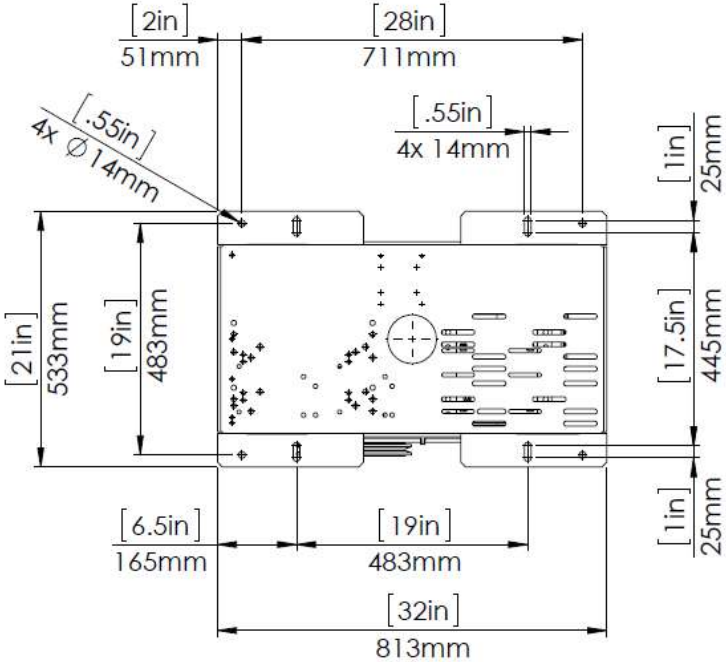 [2in]
51mm
[28in]
711mm
[.55in]
4x Ø14mm
[.55in]
4x 14mm
[1in]
25mm
[21in]
533mm
[19in]
483mm
[17.5in]
445mm
[6.5in]
165mm
[19in]
483mm
[1in]
25mm
[32in]
813mm